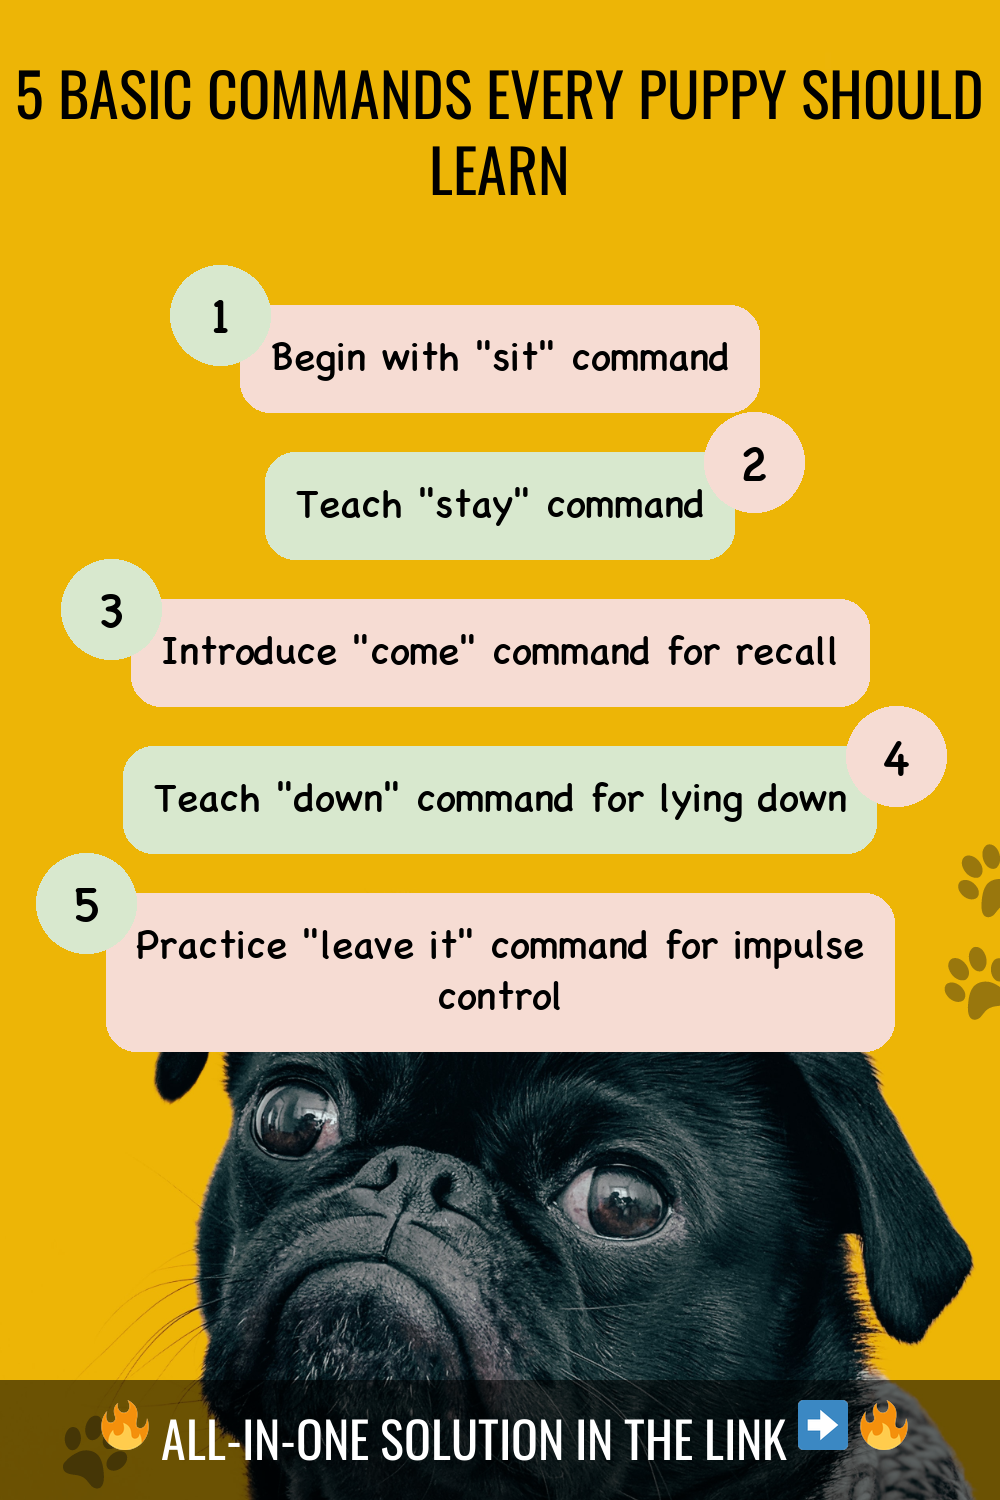 5 BASIC COMMANDS EVERY PUPPY SHOULD
LEARN
1
Begin with "sit" command
2
Teach "stay" command
3
Introduce "come" command for recall
4
Teach "down" command for lying down
5
Practice "leave it" command for impulse
control
🔥 ALL-IN-ONE SOLUTION IN THE LINK ➡️ 🔥